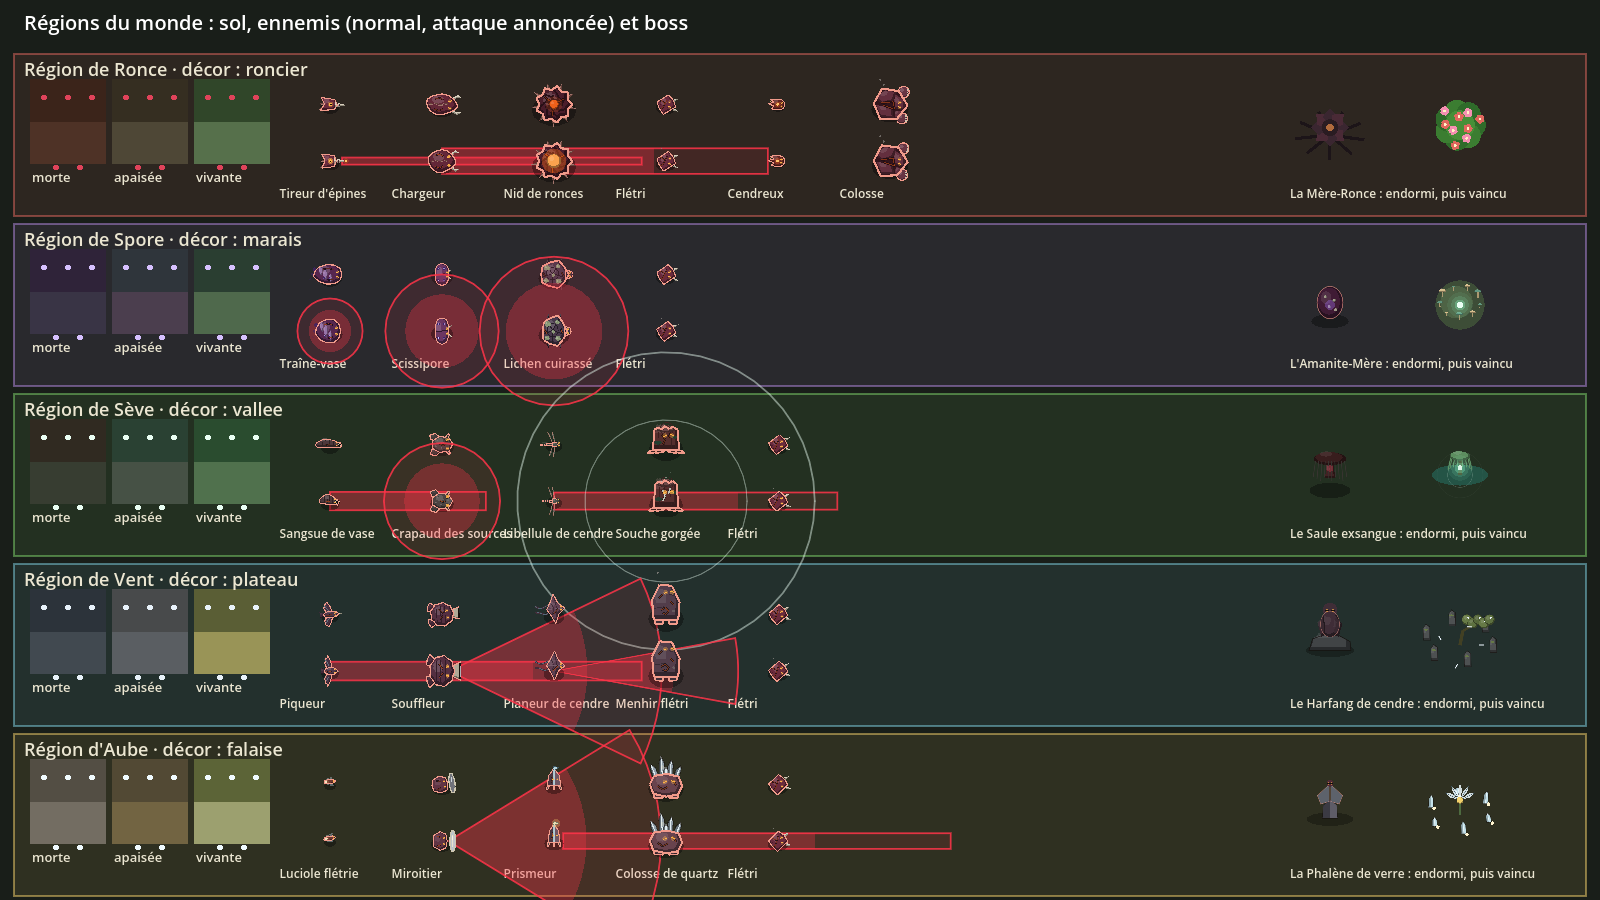 Régions du monde : sol, ennemis (normal, attaque annoncée) et boss
Région de Ronce · décor : roncier
morte apaisée vivante
Tireur d'épines Chargeur Nid de ronces Flétri Cendreux Colosse La Mère-Ronce : endormi, puis vaincu
Région de Spore · décor : marais
morte apaisée vivante
Traîne-vase Scissipore Lichen cuirassé Flétri L'Amanite-Mère : endormi, puis vaincu
Région de Sève · décor : vallee
morte apaisée vivante
Sangsue de vase Crapaud des sources Libellule de cendre Souche gorgée Flétri Le Saule exsangue : endormi, puis vaincu
Région de Vent · décor : plateau
morte apaisée vivante
Piqueur Souffleur Planeur de cendre Menhir flétri Flétri Le Harfang de cendre : endormi, puis vaincu
Région d'Aube · décor : falaise
morte apaisée vivante
Luciole flétrie Miroitier Prismeur Colosse de quartz Flétri La Phalène de verre : endormi, puis vaincu